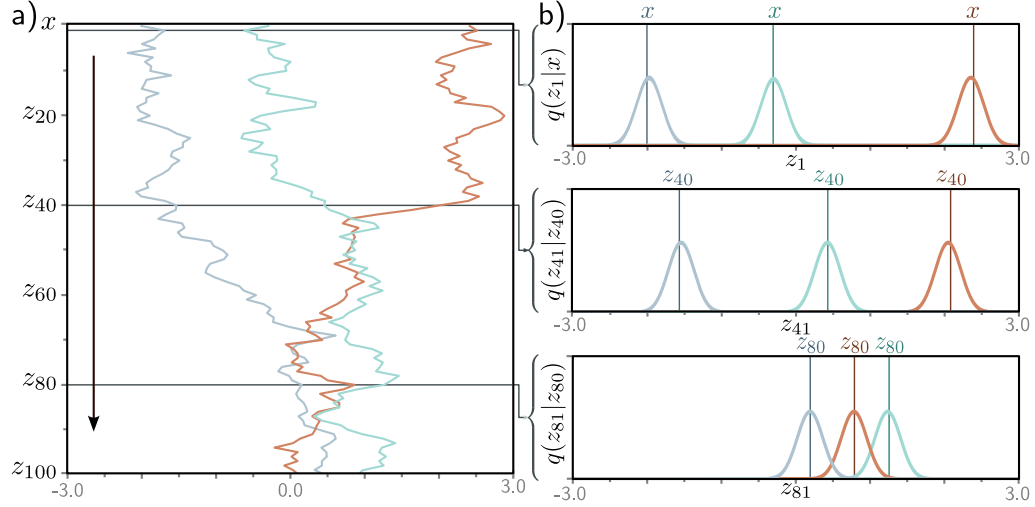 a)
x
z₂₀
z₄₀
z₆₀
z₈₀
z₁₀₀
-3.0 0.0 3.0
b)
x x x
q(z₁|x)
-3.0 z₁ 3.0
z₄₀ z₄₀ z₄₀
q(z₄₁|z₄₀)
-3.0 z₄₁ 3.0
z₈₀ z₈₀ z₈₀
q(z₈₁|z₈₀)
-3.0 z₈₁ 3.0